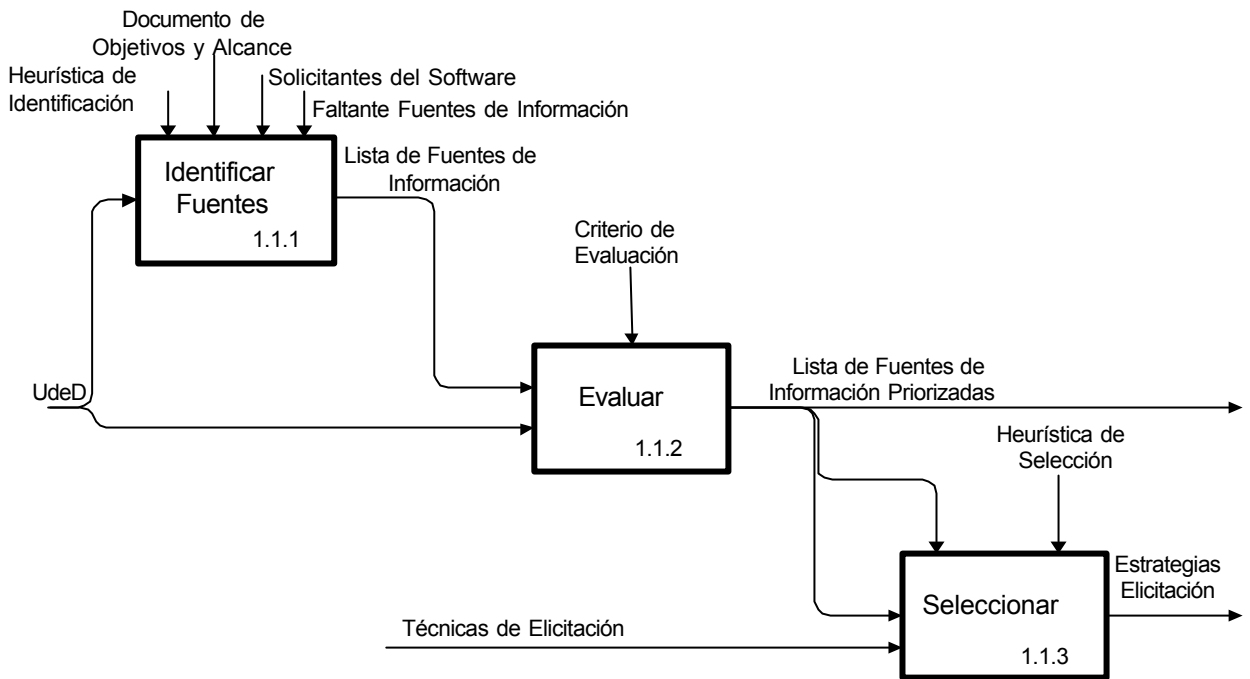 Documento de
Objetivos y Alcance
Heurística de
Identificación
Solicitantes del Software
Faltante Fuentes de Información
Identificar
Fuentes
1.1.1
Lista de Fuentes de
Información
Criterio de
Evaluación
UdeD
Evaluar
1.1.2
Lista de Fuentes de
Información Priorizadas
Heurística de
Selección
Seleccionar
1.1.3
Estrategias
Elicitación
Técnicas de Elicitación